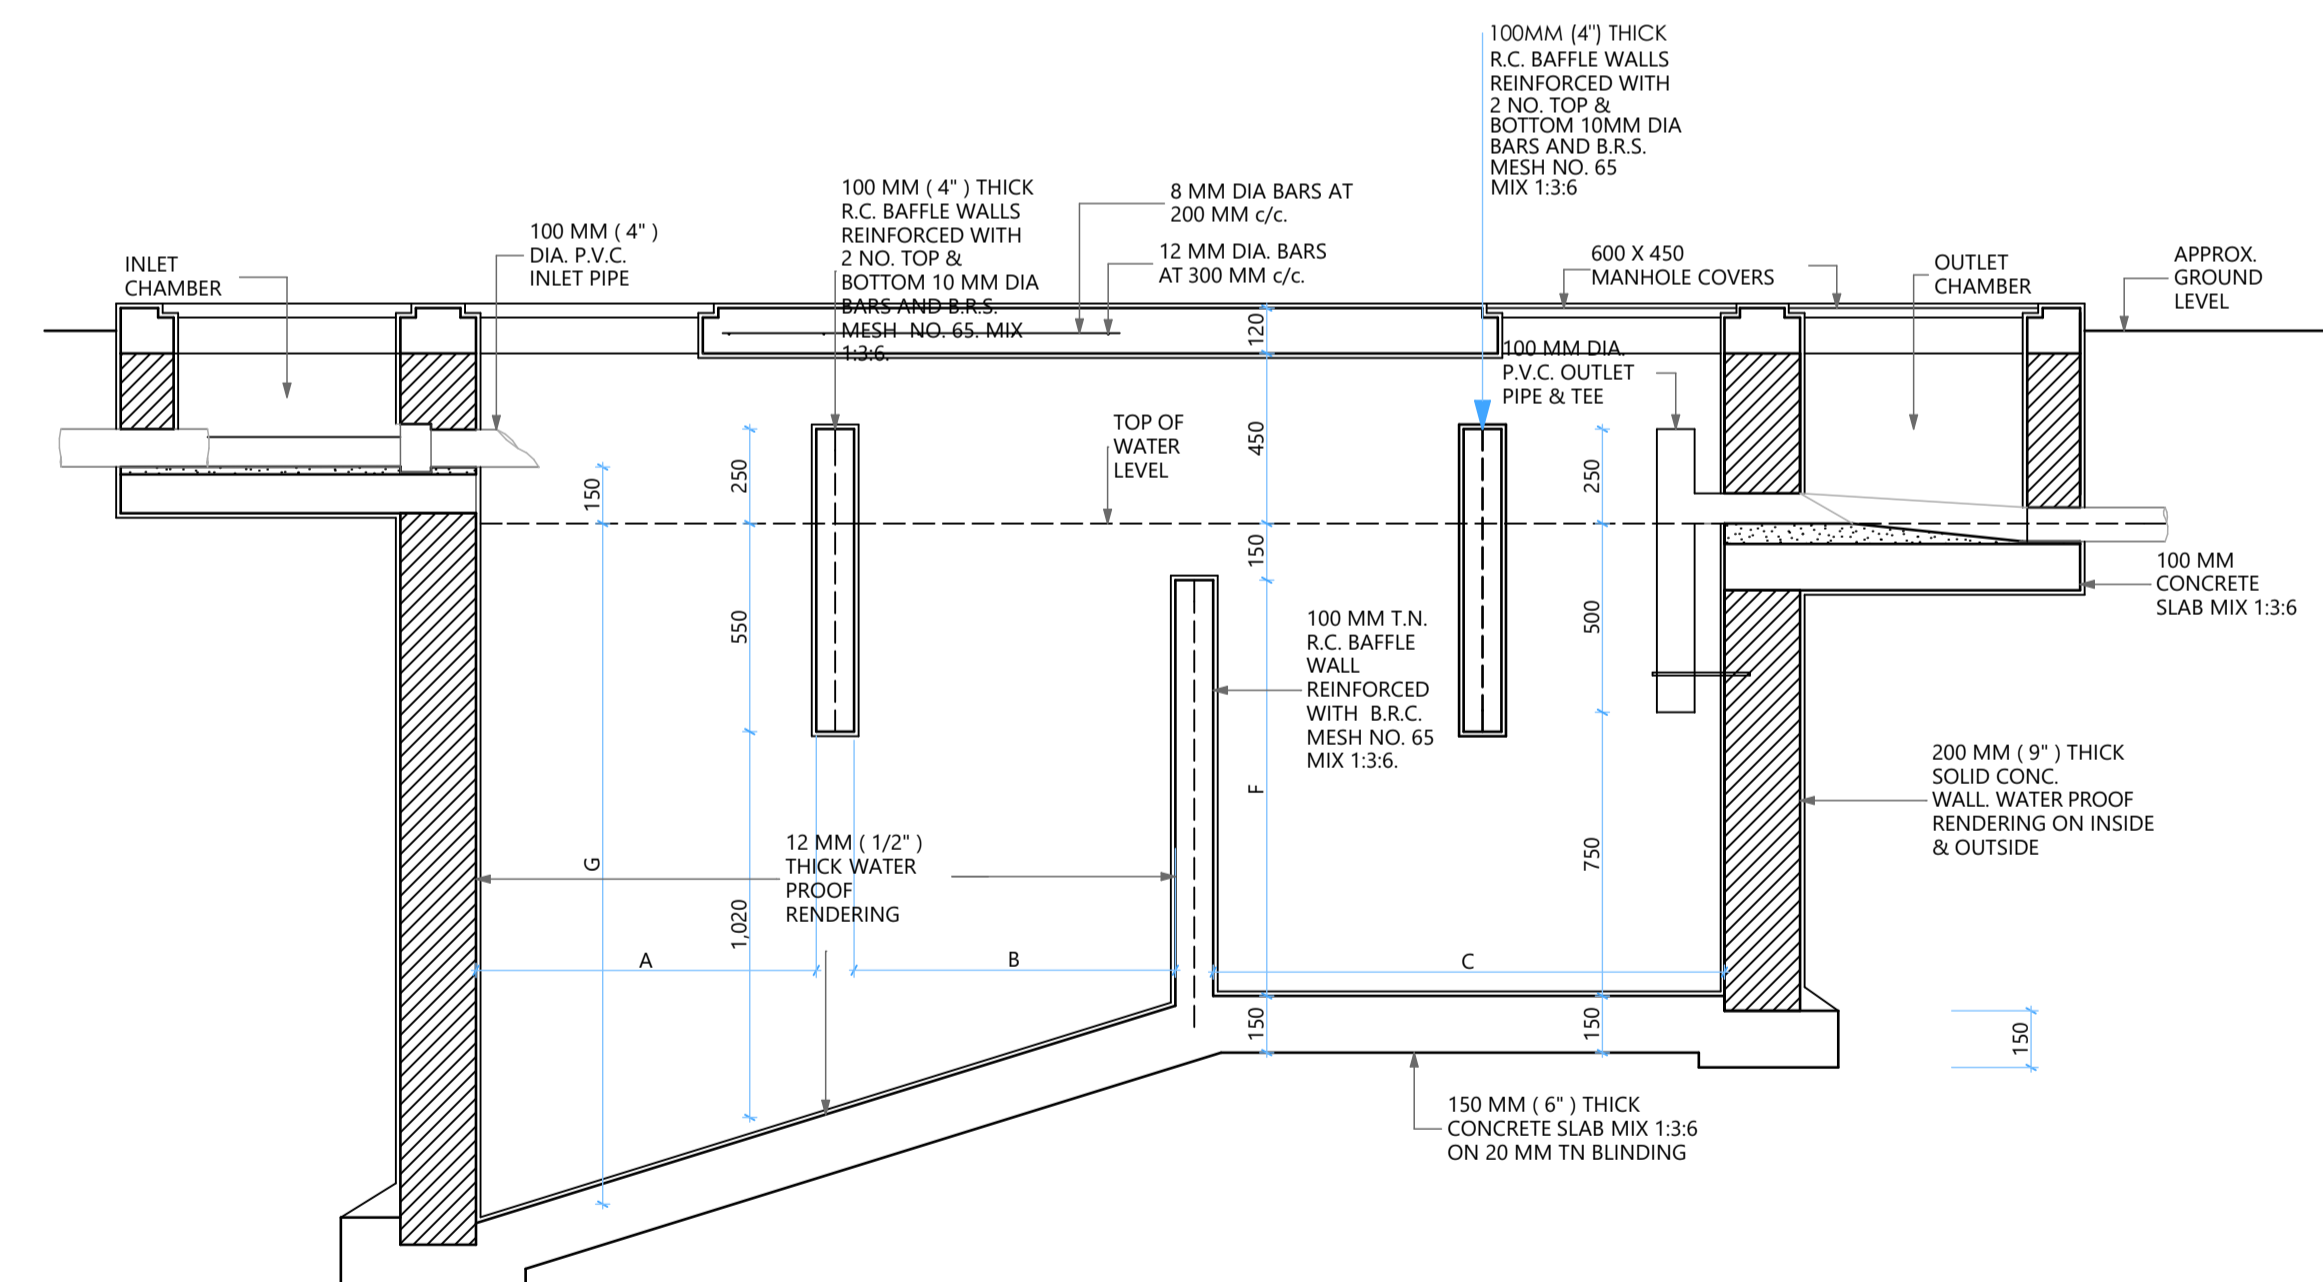 100MM (4") THICK
R.C. BAFFLE WALLS
REINFORCED WITH
2 NO. TOP &
BOTTOM 10MM DIA
BARS AND B.R.S.
MESH NO. 65
MIX 1:3:6
100 MM ( 4" ) THICK
R.C. BAFFLE WALLS
REINFORCED WITH
2 NO. TOP &
BOTTOM 10 MM DIA
BARS AND B.R.S.
MESH NO. 65. MIX
1:3:6.
8 MM DIA BARS AT
200 MM c/c.
12 MM DIA. BARS
AT 300 MM c/c.
100 MM ( 4" )
DIA. P.V.C.
INLET PIPE
INLET
CHAMBER
600 X 450
MANHOLE COVERS
OUTLET
CHAMBER
APPROX.
GROUND
LEVEL
120
100 MM DIA.
P.V.C. OUTLET
PIPE & TEE
TOP OF
WATER
LEVEL
450
250
250
150
150
550
500
100 MM
CONCRETE
SLAB MIX 1:3:6
100 MM T.N.
R.C. BAFFLE
WALL
REINFORCED
WITH B.R.C.
MESH NO. 65
MIX 1:3:6.
200 MM ( 9" ) THICK
SOLID CONC.
WALL. WATER PROOF
RENDERING ON INSIDE
& OUTSIDE
F
G
750
12 MM ( 1/2" )
THICK WATER
PROOF
RENDERING
1,020
A
B
C
150
150
150
150 MM ( 6" ) THICK
CONCRETE SLAB MIX 1:3:6
ON 20 MM TN BLINDING